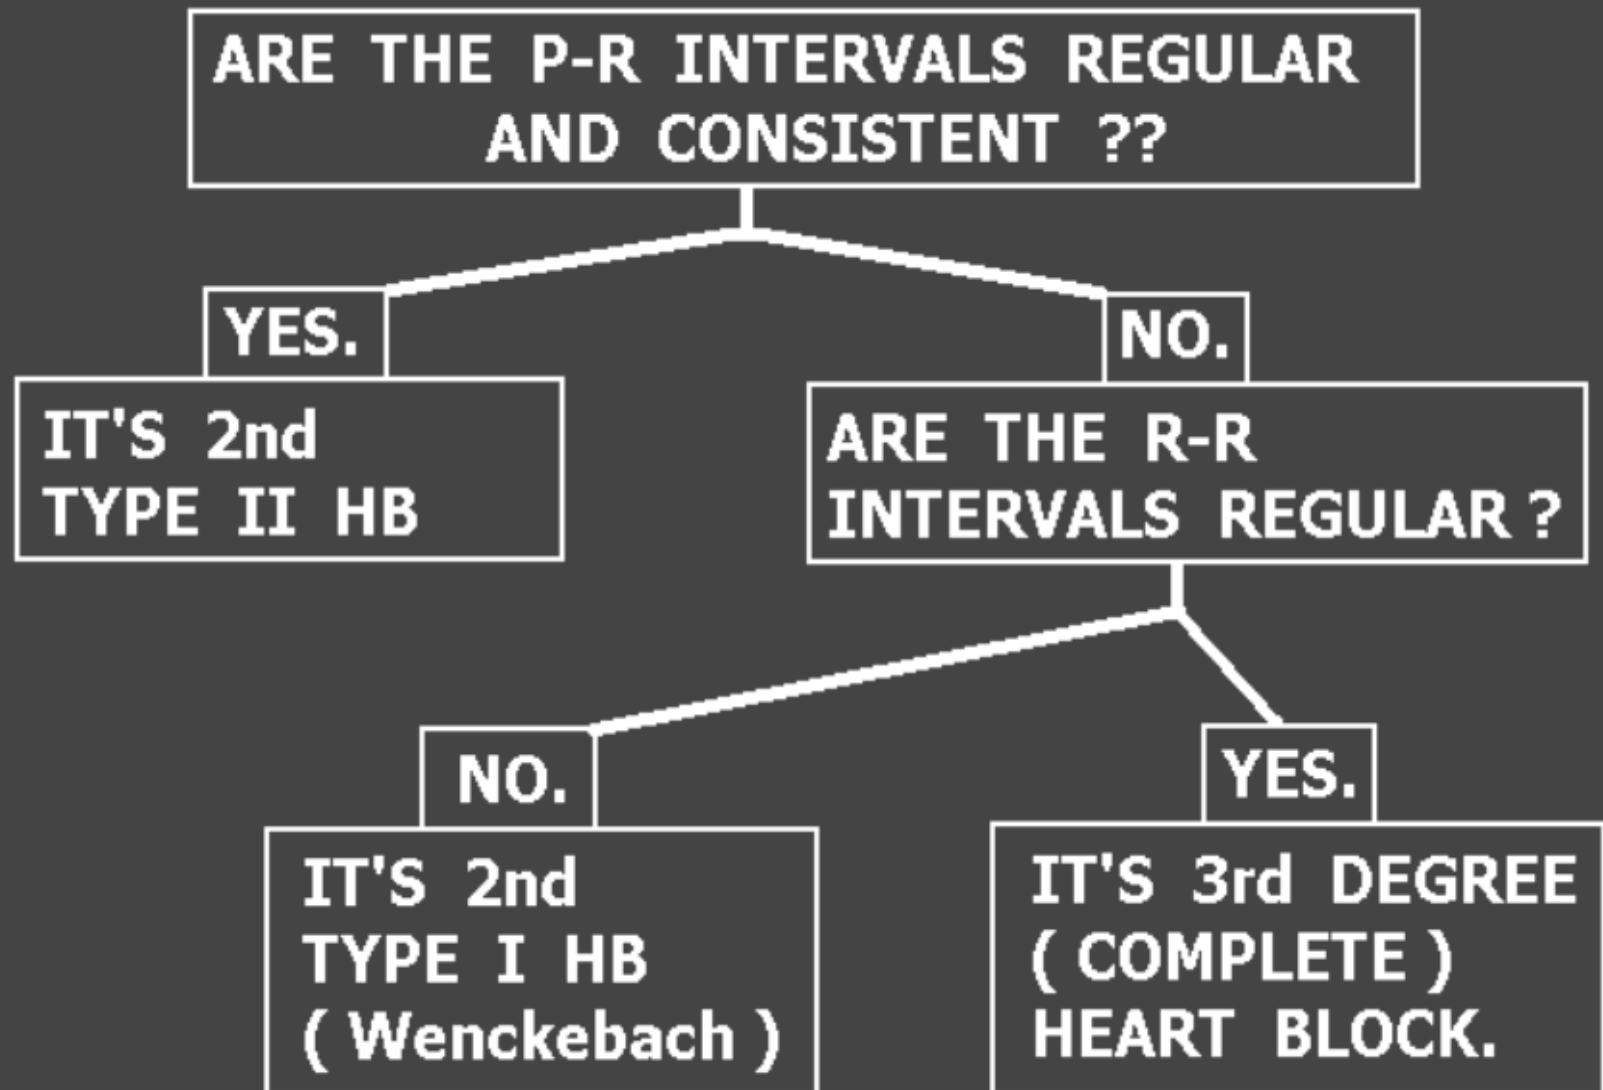 ARE THE P-R INTERVALS REGULAR
AND CONSISTENT ??
YES.
NO.
IT'S 2nd
TYPE II HB
ARE THE R-R
INTERVALS REGULAR ?
NO.
YES.
IT'S 2nd
TYPE I HB
( Wenckebach )
IT'S 3rd DEGREE
( COMPLETE )
HEART BLOCK.